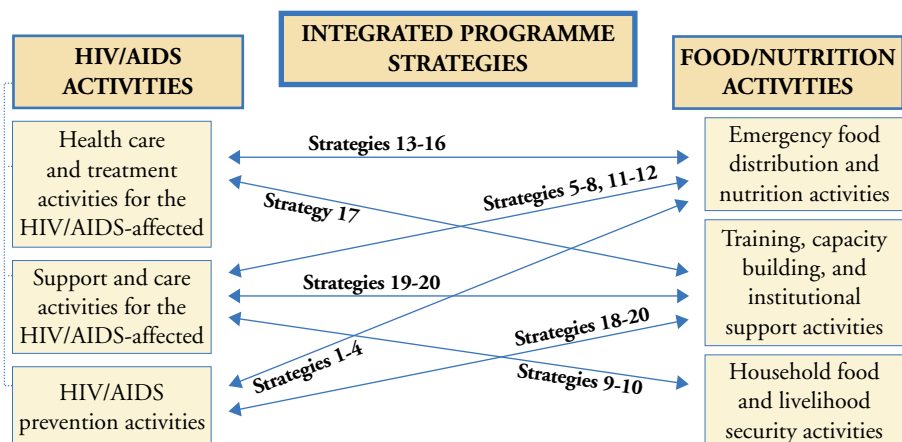 INTEGRATED PROGRAMME
STRATEGIES
HIV/AIDS
ACTIVITIES
FOOD/NUTRITION
ACTIVITIES
Health care
and treatment
activities for the
HIV/AIDS-affected
Support and care
activities for the
HIV/AIDS-affected
HIV/AIDS
prevention activities
Strategies 13-16
Strategies 5-8, 11-12
Strategy 17
Strategies 19-20
Strategies 18-20
Strategies 1-4
Strategies 9-10
Emergency food
distribution and
nutrition activities
Training, capacity
building, and
institutional
support activities
Household food
and livelihood
security activities